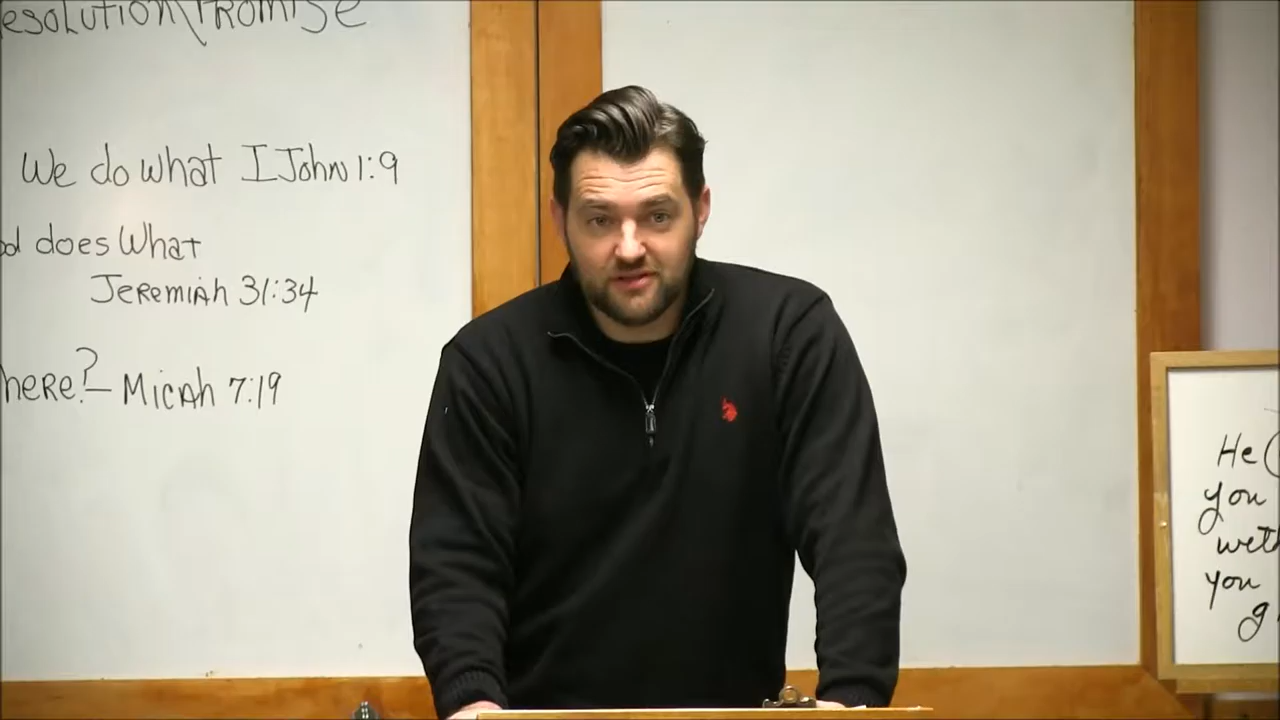 esolution\Promise
We do what I John 1:9
od does What
Jeremiah 31:34
here?- Micah 7:19
He
you
with
you
g